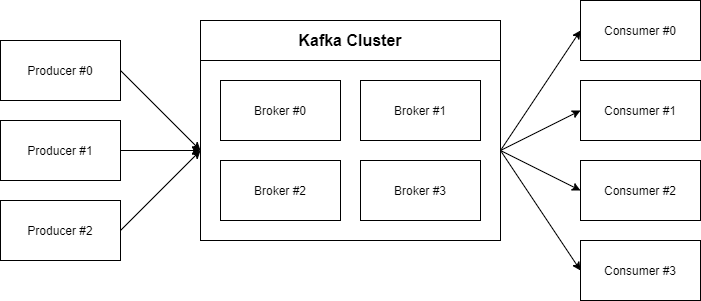 Producer #0
Producer #1
Producer #2
Kafka Cluster
Broker #0
Broker #1
Broker #2
Broker #3
Consumer #0
Consumer #1
Consumer #2
Consumer #3